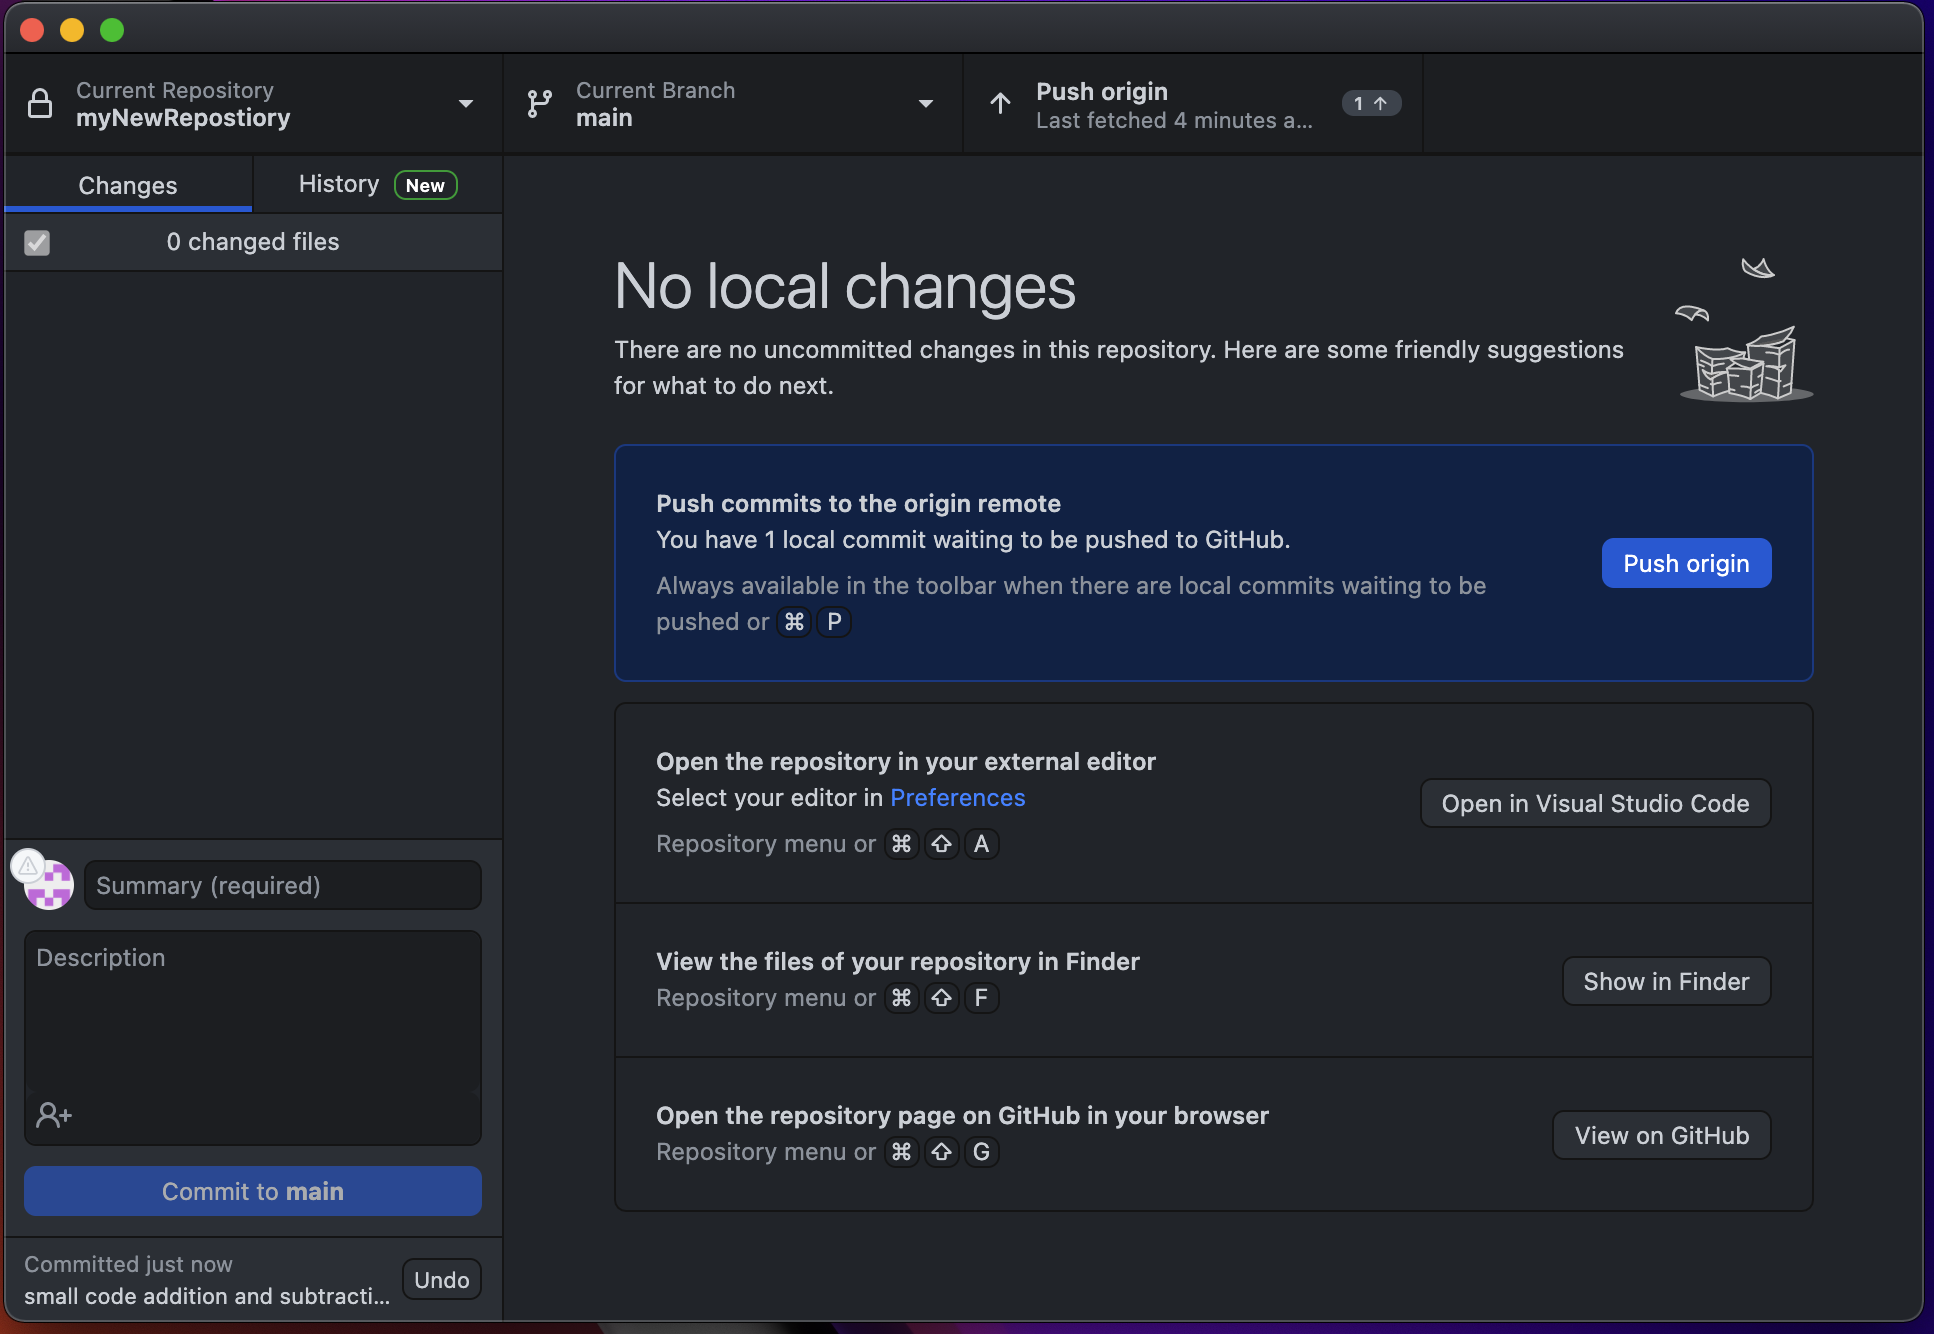 Current Repository
myNewRepostiory
Current Branch
main
Push origin
Last fetched 4 minutes a...
1 ↑
Changes
History New
0 changed files
No local changes
There are no uncommitted changes in this repository. Here are some friendly suggestions
for what to do next.
Push commits to the origin remote
You have 1 local commit waiting to be pushed to GitHub.
Always available in the toolbar when there are local commits waiting to be
pushed or ⌘ P
Push origin
Open the repository in your external editor
Select your editor in Preferences
Repository menu or ⌘ ⇧ A
Open in Visual Studio Code
View the files of your repository in Finder
Repository menu or ⌘ ⇧ F
Show in Finder
Open the repository page on GitHub in your browser
Repository menu or ⌘ ⇧ G
View on GitHub
Summary (required)
Description
Commit to main
Committed just now
small code addition and subtracti...
Undo